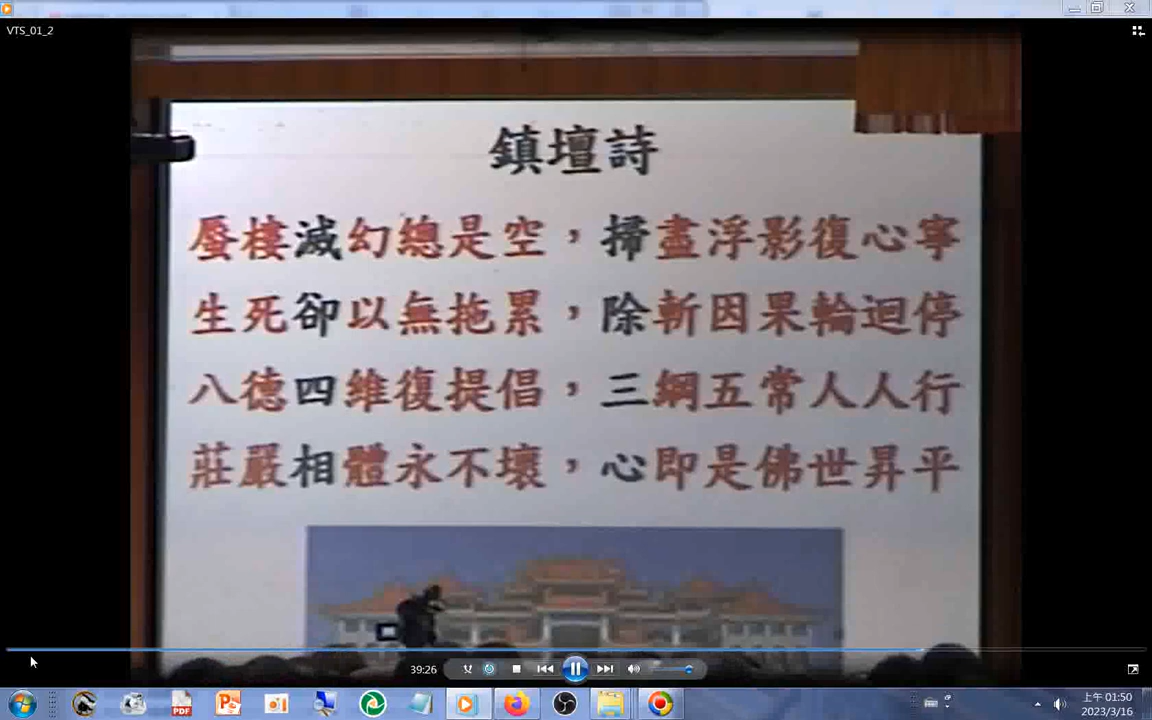 VTS_01_2
鎮壇詩
蜃樓滅幻總是空，掃盡浮影復心寧
生死卻以無拖累，除斬因果輪迴停
八德四維復提倡，三綱五常人人行
莊嚴相體永不壞，心即是佛世昇平
39:26
PDF
上午 01:50
2023/3/16